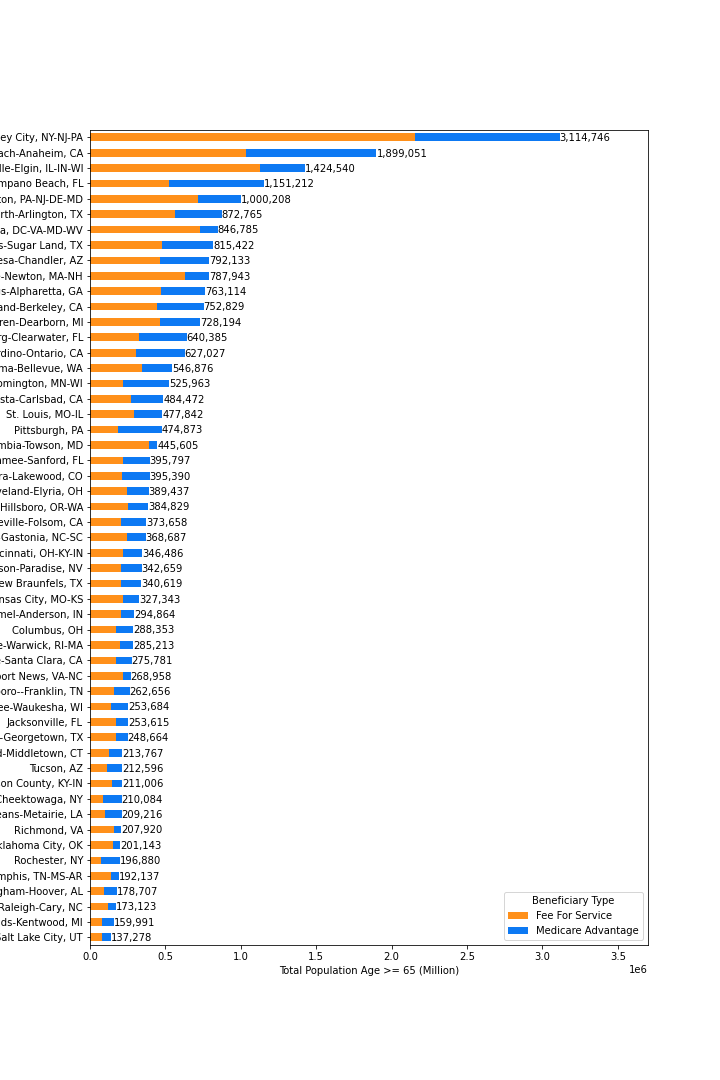 ey City, NY-NJ-PA 3,114,746
ach-Anaheim, CA 1,899,051
lle-Elgin, IL-IN-WI 1,424,540
mpano Beach, FL 1,151,212
ton, PA-NJ-DE-MD 1,000,208
rth-Arlington, TX 872,765
a, DC-VA-MD-WV 846,785
s-Sugar Land, TX 815,422
esa-Chandler, AZ 792,133
-Newton, MA-NH 787,943
s-Alpharetta, GA 763,114
and-Berkeley, CA 752,829
ren-Dearborn, MI 728,194
rg-Clearwater, FL 640,385
rdino-Ontario, CA 627,027
ma-Bellevue, WA 546,876
omington, MN-WI 525,963
sta-Carlsbad, CA 484,472
St. Louis, MO-IL 477,842
Pittsburgh, PA 474,873
mbia-Towson, MD 445,605
mmee-Sanford, FL 395,797
ra-Lakewood, CO 395,390
veland-Elyria, OH 389,437
Hillsboro, OR-WA 384,829
eville-Folsom, CA 373,658
-Gastonia, NC-SC 368,687
cinnati, OH-KY-IN 346,486
son-Paradise, NV 342,659
ew Braunfels, TX 340,619
nsas City, MO-KS 327,343
mel-Anderson, IN 294,864
Columbus, OH 288,353
e-Warwick, RI-MA 285,213
-Santa Clara, CA 275,781
port News, VA-NC 268,958
boro--Franklin, TN 262,656
ee-Waukesha, WI 253,684
Jacksonville, FL 253,615
-Georgetown, TX 248,664
d-Middletown, CT 213,767
Tucson, AZ 212,596
on County, KY-IN 211,006
Cheektowaga, NY 210,084
eans-Metairie, LA 209,216
Richmond, VA 207,920
klahoma City, OK 201,143
Rochester, NY 196,880
mphis, TN-MS-AR 192,137
gham-Hoover, AL 178,707
Raleigh-Cary, NC 173,123
ds-Kentwood, MI 159,991
Salt Lake City, UT 137,278
Beneficiary Type
Fee For Service
Medicare Advantage
0.0 0.5 1.0 1.5 2.0 2.5 3.0 3.5
1e6
Total Population Age >= 65 (Million)